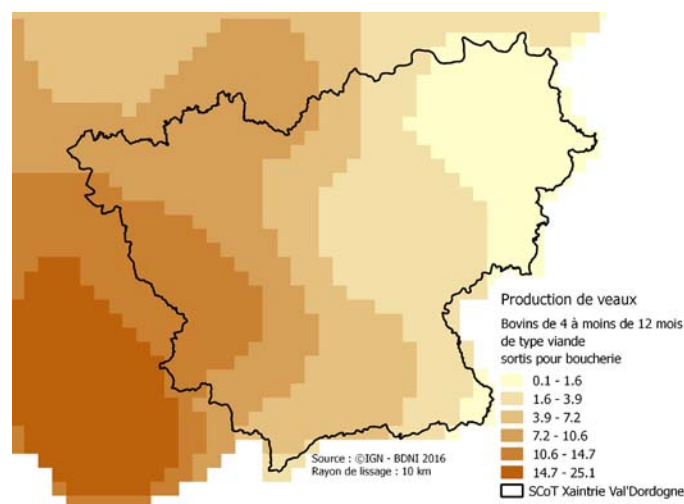 Production de veaux
Bovins de 4 à moins de 12 mois
de type viande
sortis pour boucherie
0.1 - 1.6
1.6 - 3.9
3.9 - 7.2
7.2 - 10.6
10.6 - 14.7
14.7 - 25.1
SCoT Xaintrie Val'Dordogne
Source : ©IGN - BDNI 2016
Rayon de lissage : 10 km